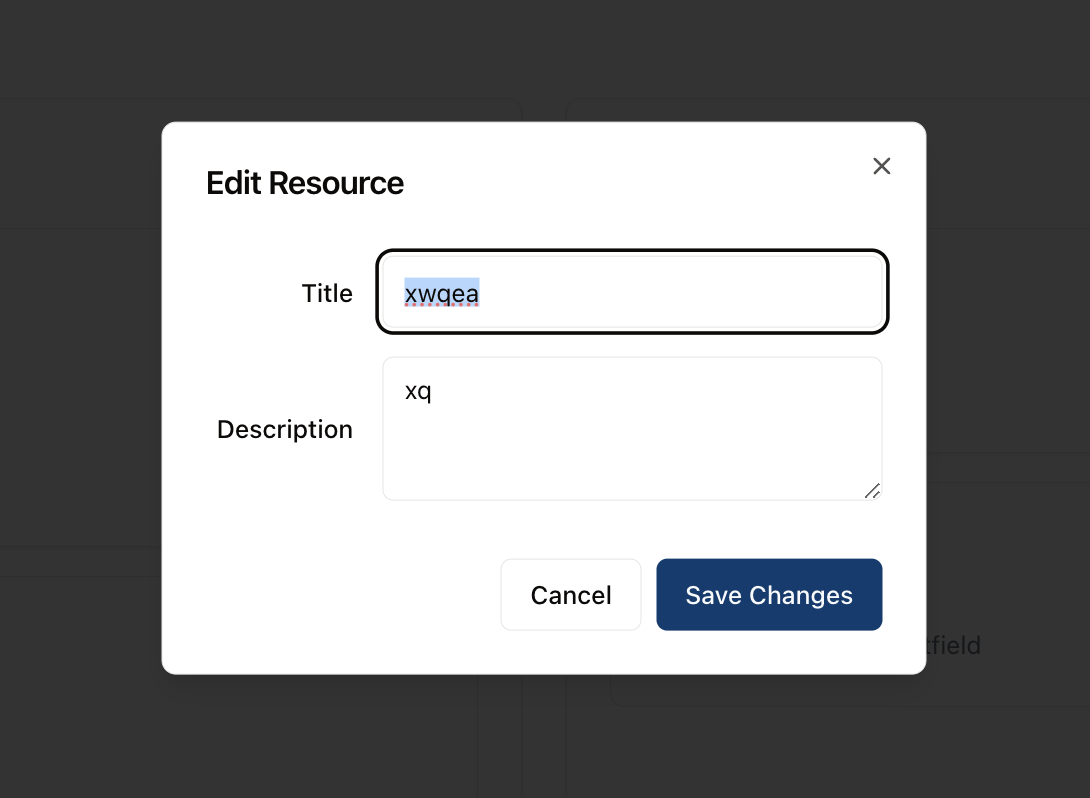 Edit Resource
Title
xwqea
Description
xq
Cancel
Save Changes
tfield